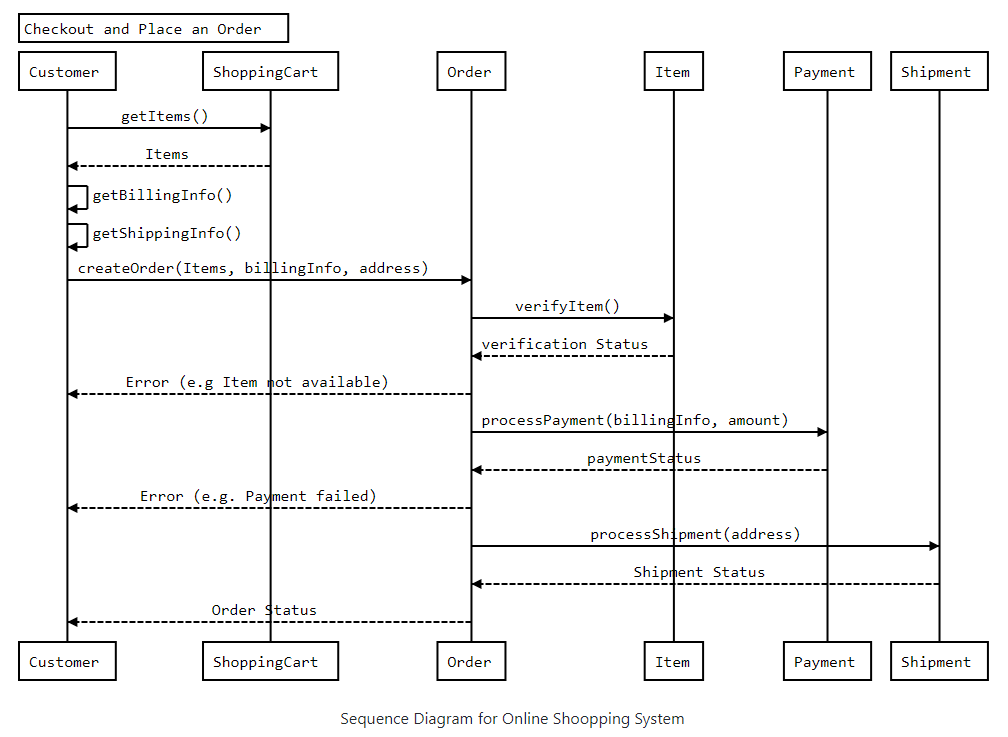 Checkout and Place an Order
Customer ShoppingCart Order Item Payment Shipment
getItems()
Items
getBillingInfo()
getShippingInfo()
createOrder(Items, billingInfo, address)
verifyItem()
verification Status
Error (e.g Item not available)
processPayment(billingInfo, amount)
paymentStatus
Error (e.g. Payment failed)
processShipment(address)
Shipment Status
Order Status
Customer ShoppingCart Order Item Payment Shipment
Sequence Diagram for Online Shoopping System